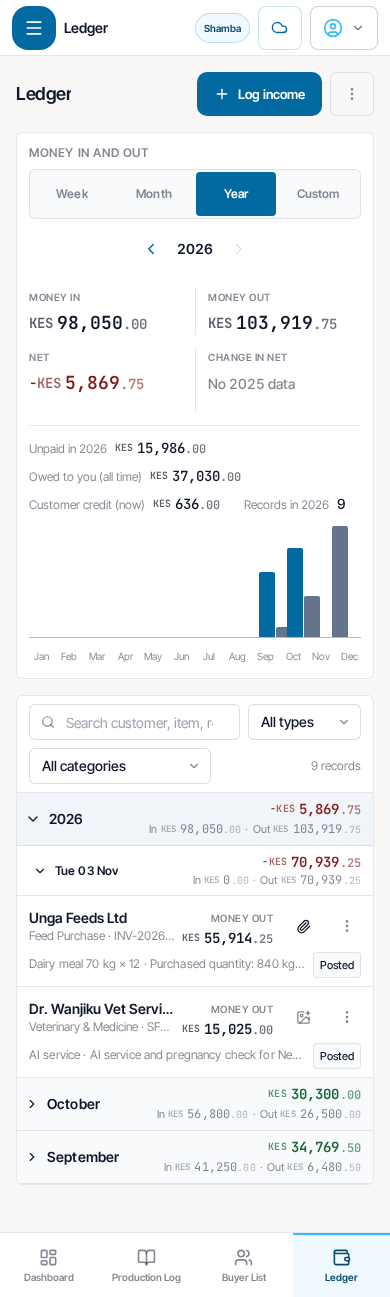 Ledger
Shamba
Ledger
Log income
MONEY IN AND OUT
Week Month Year Custom
2026
MONEY IN
KES 98,050.00
MONEY OUT
KES 103,919.75
NET
-KES 5,869.75
CHANGE IN NET
No 2025 data
Unpaid in 2026 KES 15,986.00
Owed to you (all time) KES 37,030.00
Customer credit (now) KES 636.00 Records in 2026 9
Jan Feb Mar Apr May Jun Jul Aug Sep Oct Nov Dec
Search customer, item, r
All types
All categories
9 records
2026
-KES 5,869.75
In KES 98,050.00 · Out KES 103,919.75
Tue 03 Nov
-KES 70,939.25
In KES 0.00 · Out KES 70,939.25
Unga Feeds Ltd
Feed Purchase · INV-2026...
MONEY OUT
KES 55,914.25
Dairy meal 70 kg × 12 · Purchased quantity: 840 kg...
Posted
Dr. Wanjiku Vet Servi...
Veterinary & Medicine · SF...
MONEY OUT
KES 15,025.00
AI service · AI service and pregnancy check for Ne...
Posted
October
KES 30,300.00
In KES 56,800.00 · Out KES 26,500.00
September
KES 34,769.50
In KES 41,250.00 · Out KES 6,480.50
Dashboard Production Log Buyer List Ledger